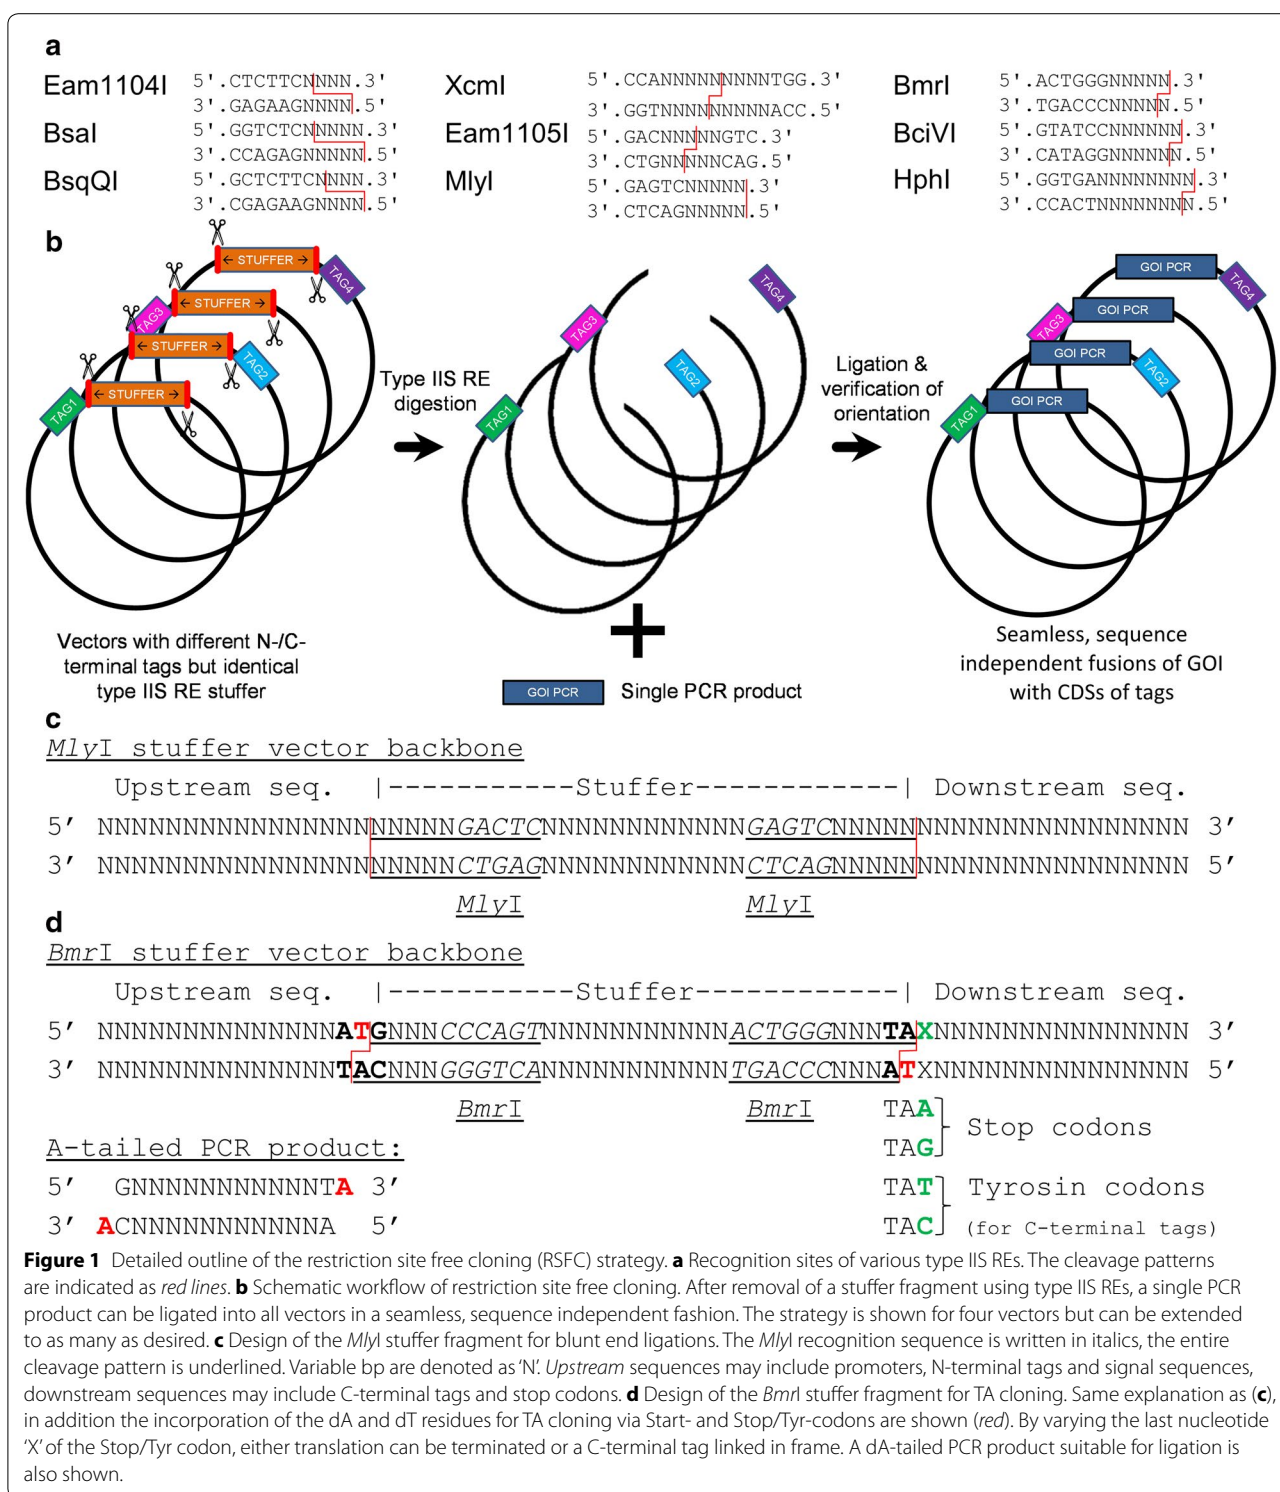 a
Eam1104I
5'.CTCTTCNNNN.3'
3'.GAGAAGNNNN.5'
BsaI
5'.GGTCTCNNNNN.3'
3'.CCAGAGNNNNN.5'
BsqQI
5'.GCTCTTCNNNN.3'
3'.CGAGAAGNNNN.5'
XcmI
5'.CCANNNNNNNNNTGG.3'
3'.GGTNNNNNNNNNACC.5'
Eam1105I
5'.GACNNNNNGTC.3'
3'.CTGNNNNNCAG.5'
MlyI
5'.GAGTCNNNNN.3'
3'.CTCAGNNNNN.5'
BmrI
5'.ACTGGGNNNNN.3'
3'.TGACCCNNNNN.5'
BciVI
5'.GTATCCNNNNNN.3'
3'.CATAGGNNNNNN.5'
HphI
5'.GGTGANNNNNNNN.3'
3'.CCACTNNNNNNNN.5'
b
← STUFFER →
TAG4
← STUFFER →
TAG3
← STUFFER →
TAG2
← STUFFER →
TAG1
Vectors with different N-/C-
terminal tags but identical
type IIS RE stuffer
Type IIS RE
digestion
TAG4
TAG3
TAG2
TAG1
+
GOI PCR
Single PCR product
Ligation &
verification of
orientation
GOI PCR
TAG4
GOI PCR
TAG3
GOI PCR
TAG2
GOI PCR
TAG1
Seamless, sequence
independent fusions of GOI
with CDSs of tags
c
MlyI stuffer vector backbone
Upstream seq. |-----------Stuffer------------| Downstream seq.
5' NNNNNNNNNNNNNNNNNNNNNGACTCNNNNNNNNNNNNGAGTCNNNNNNNNNNNNNNNNNNNNN 3'
3' NNNNNNNNNNNNNNNNNNNNNCTGAGNNNNNNNNNNNNCTCAGNNNNNNNNNNNNNNNNNNNNN 5'
MlyI MlyI
d
BmrI stuffer vector backbone
Upstream seq. |-----------Stuffer------------| Downstream seq.
5' NNNNNNNNNNNNNNATGNNNCCCAGTNNNNNNNNNNNACTGGGNNNTAXNNNNNNNNNNNNNNN 3'
3' NNNNNNNNNNNNNNTACNNNGGGTCANNNNNNNNNNNTGACCCNNNATXNNNNNNNNNNNNNNN 5'
BmrI BmrI
TAA
TAG
Stop codons
TAT
TAC
Tyrosin codons
(for C-terminal tags)
A-tailed PCR product:
5' GNNNNNNNNNNNTA 3'
3' ACNNNNNNNNNNNA 5'
Figure 1 Detailed outline of the restriction site free cloning (RSFC) strategy. a Recognition sites of various type IIS REs. The cleavage patterns
are indicated as red lines. b Schematic workflow of restriction site free cloning. After removal of a stuffer fragment using type IIS REs, a single PCR
product can be ligated into all vectors in a seamless, sequence independent fashion. The strategy is shown for four vectors but can be extended
to as many as desired. c Design of the MlyI stuffer fragment for blunt end ligations. The MlyI recognition sequence is written in italics, the entire
cleavage pattern is underlined. Variable bp are denoted as ‘N’. Upstream sequences may include promoters, N-terminal tags and signal sequences,
downstream sequences may include C-terminal tags and stop codons. d Design of the BmrI stuffer fragment for TA cloning. Same explanation as (c),
in addition the incorporation of the dA and dT residues for TA cloning via Start- and Stop/Tyr-codons are shown (red). By varying the last nucleotide
‘X’ of the Stop/Tyr codon, either translation can be terminated or a C-terminal tag linked in frame. A dA-tailed PCR product suitable for ligation is
also shown.